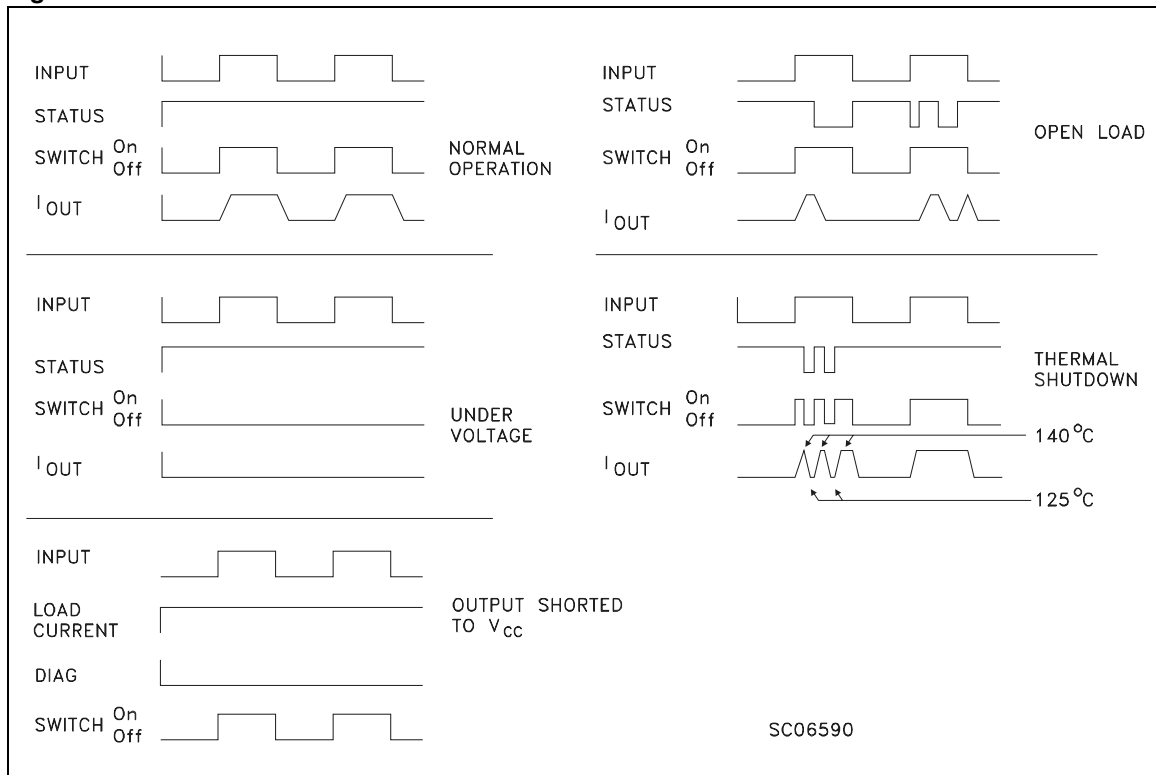 INPUT
STATUS
SWITCH On
Off
I OUT
NORMAL
OPERATION
INPUT
STATUS
SWITCH On
Off
I OUT
OPEN LOAD
INPUT
STATUS
SWITCH On
Off
I OUT
UNDER
VOLTAGE
INPUT
STATUS
SWITCH On
Off
I OUT
THERMAL
SHUTDOWN
140°C
125°C
INPUT
LOAD
CURRENT
DIAG
SWITCH On
Off
OUTPUT SHORTED
TO VCC
SC06590